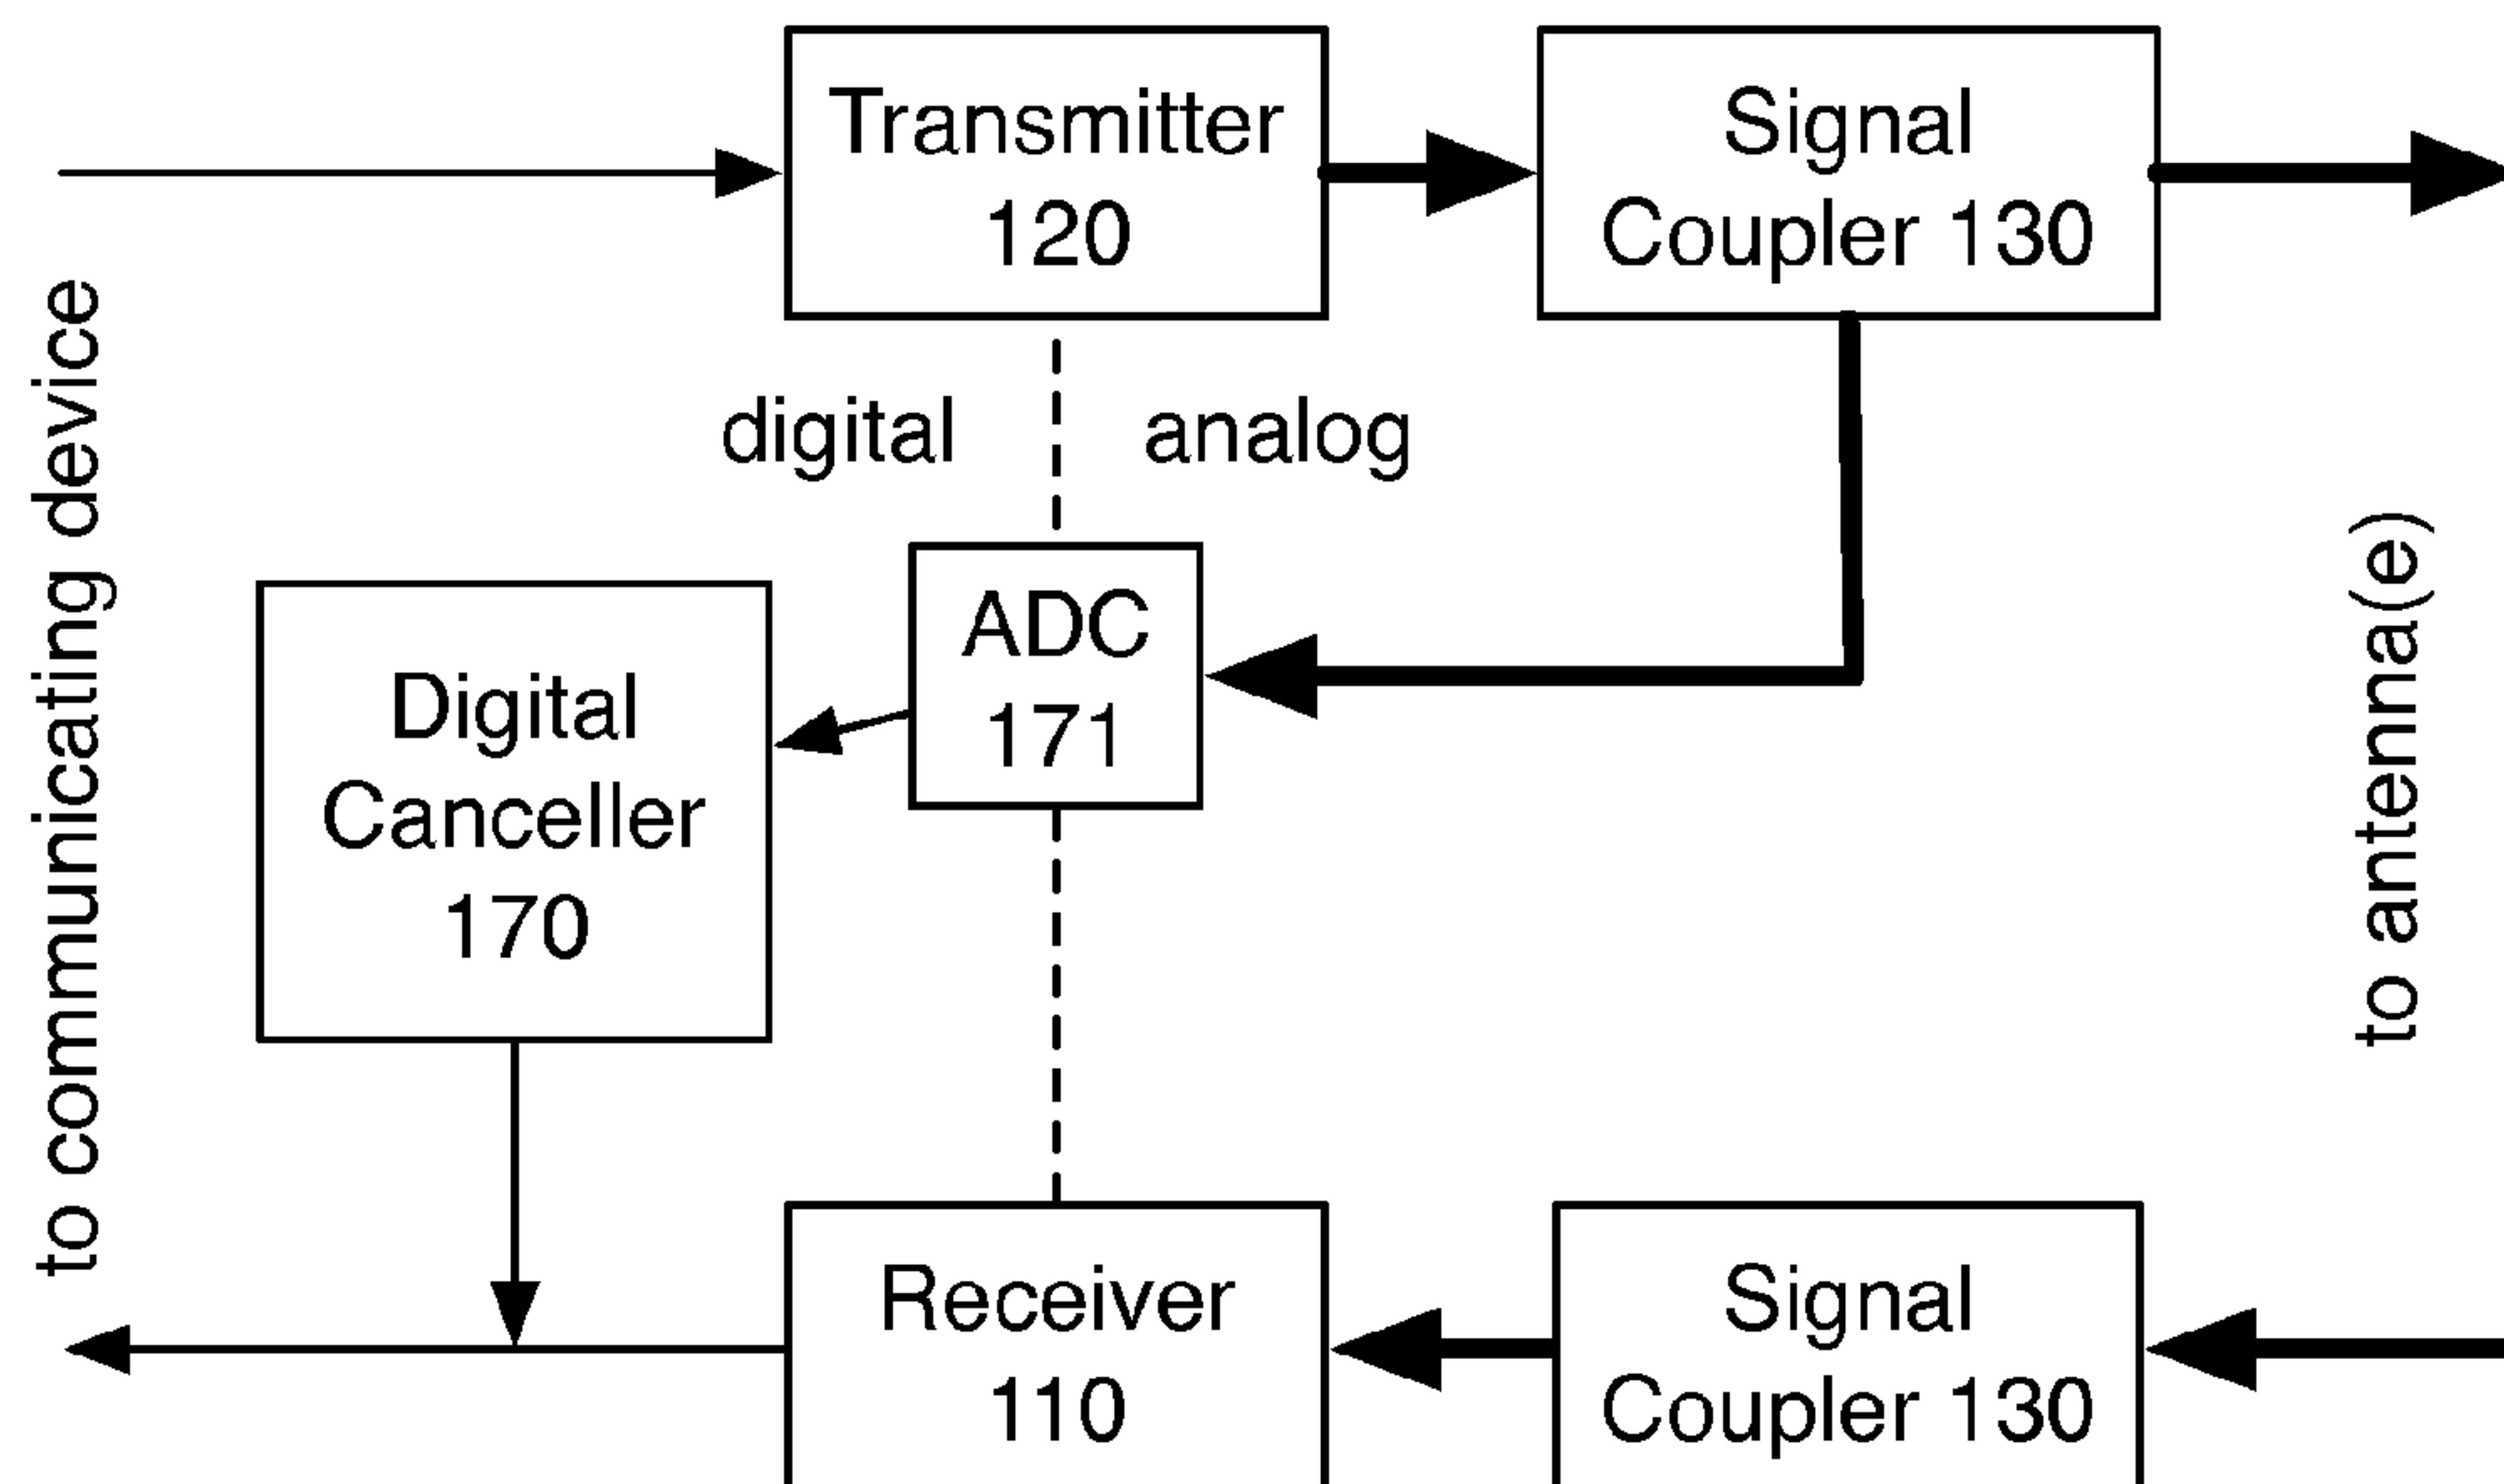 Transmitter
120
Signal
Coupler 130
to communicating device
digital
analog
ADC
171
Digital
Canceller
170
to antenna(e)
Receiver
110
Signal
Coupler 130